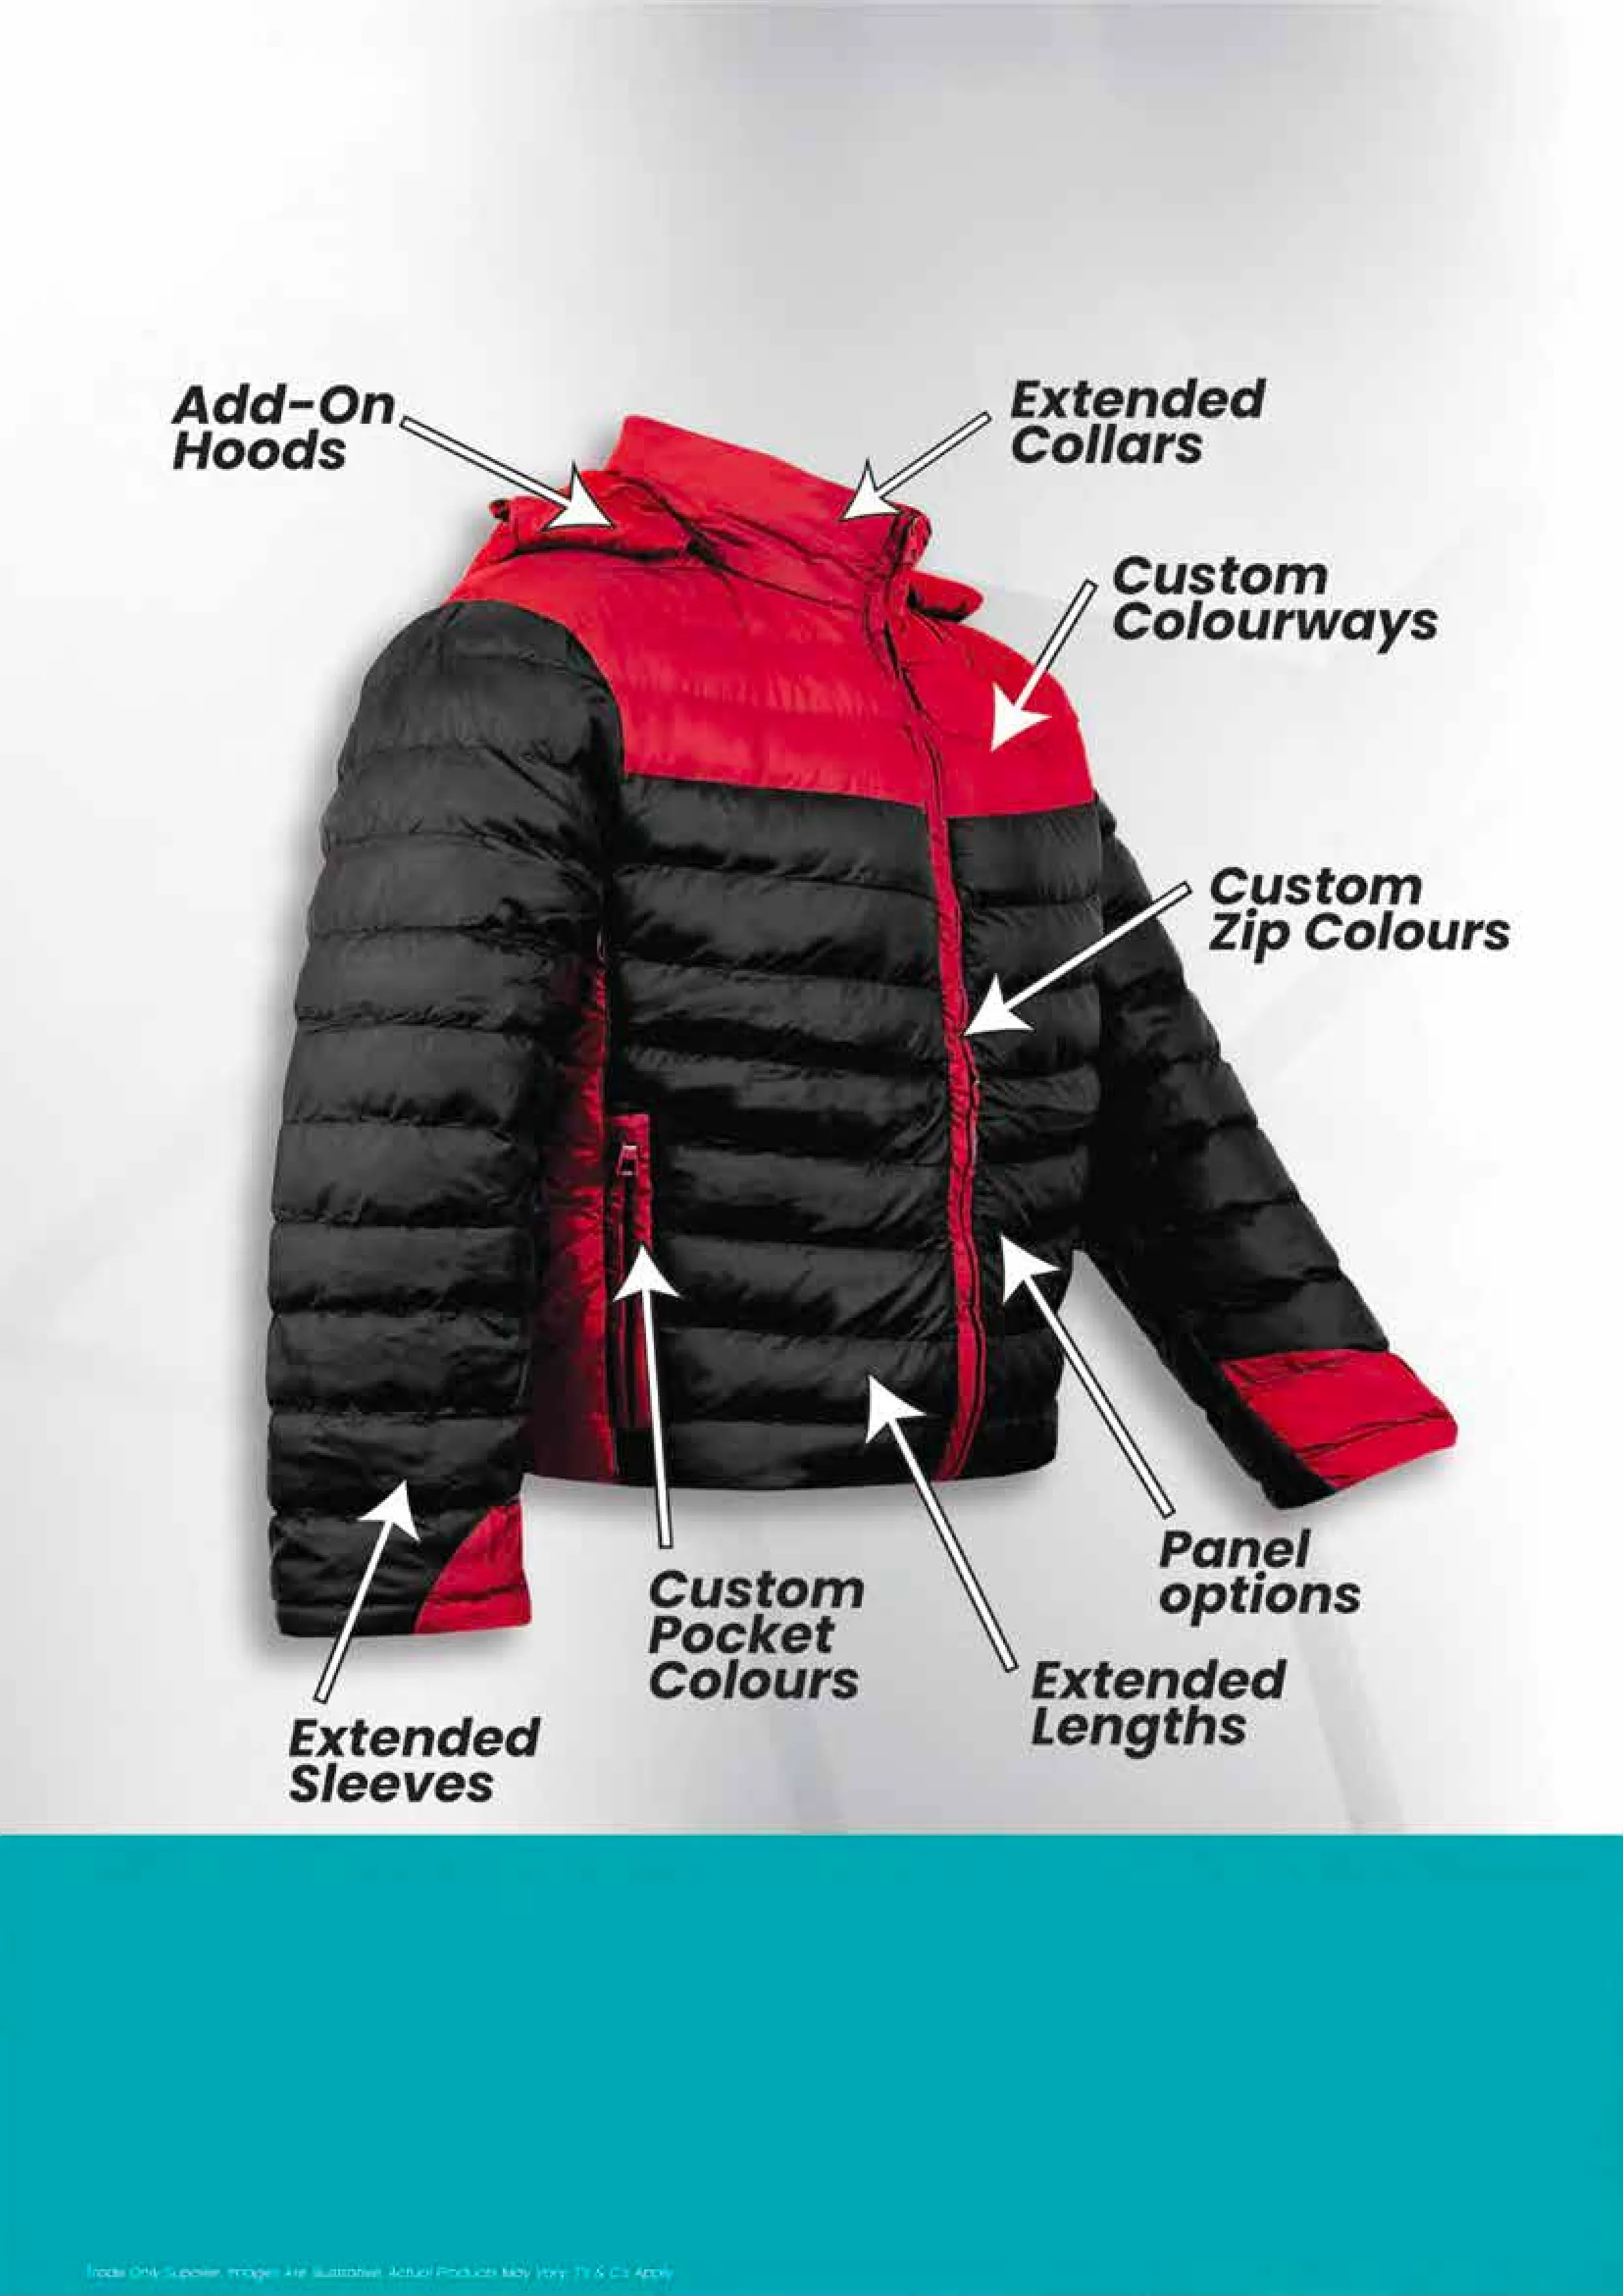 Add-On
Hoods
Extended
Collars
Custom
Colourways
Custom
Zip Colours
Panel
options
Custom
Pocket
Colours
Extended
Lengths
Extended
Sleeves
Trade Only Supplier. Images Are Illustrative. Actual Products May Vary. T's & C's Apply